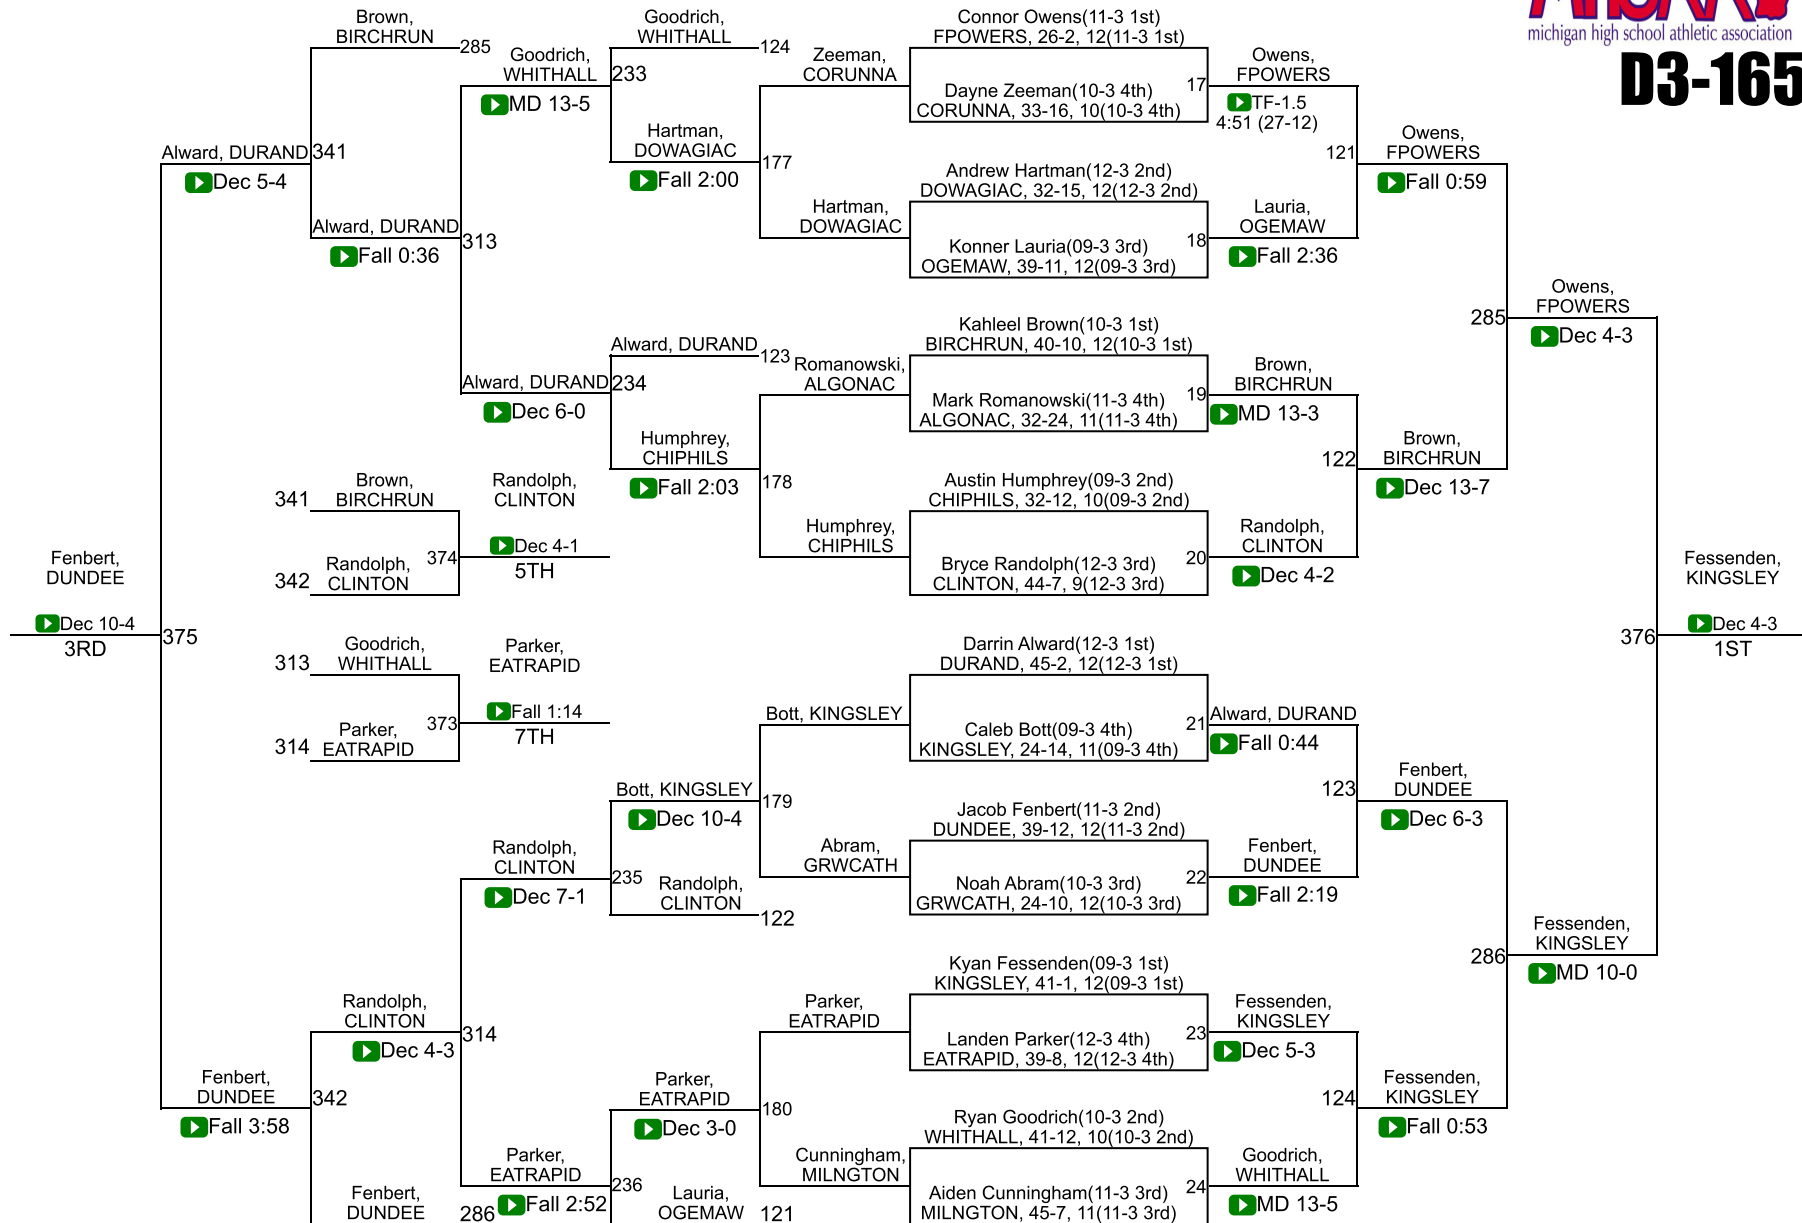 michigan high school athletic association
D3-165
Brown,
BIRCHRUN
285
341
Alward, DURAND
Dec 5-4
Alward, DURAND
Fall 0:36
Goodrich,
WHITHALL
MD 13-5
313
Alward, DURAND
Dec 6-0
Goodrich,
WHITHALL
124
233
Hartman,
DOWAGIAC
Fall 2:00
177
Alward, DURAND
123
234
Humphrey,
CHIPHILS
Fall 2:03
178
Zeeman,
CORUNNA
Hartman,
DOWAGIAC
Romanowski,
ALGONAC
Humphrey,
CHIPHILS
Connor Owens(11-3 1st)
FPOWERS, 26-2, 12(11-3 1st)
Dayne Zeeman(10-3 4th)
CORUNNA, 33-16, 10(10-3 4th)
17
Andrew Hartman(12-3 2nd)
DOWAGIAC, 32-15, 12(12-3 2nd)
Konner Lauria(09-3 3rd)
OGEMAW, 39-11, 12(09-3 3rd)
18
Kahleel Brown(10-3 1st)
BIRCHRUN, 40-10, 12(10-3 1st)
Mark Romanowski(11-3 4th)
ALGONAC, 32-24, 11(11-3 4th)
19
Austin Humphrey(09-3 2nd)
CHIPHILS, 32-12, 10(09-3 2nd)
Bryce Randolph(12-3 3rd)
CLINTON, 44-7, 9(12-3 3rd)
20
Owens,
FPOWERS
TF-1.5
4:51 (27-12)
Lauria,
OGEMAW
Fall 2:36
121
Owens,
FPOWERS
Fall 0:59
Brown,
BIRCHRUN
MD 13-3
Randolph,
CLINTON
Dec 4-2
122
Brown,
BIRCHRUN
Dec 13-7
285
Owens,
FPOWERS
Dec 4-3
341
Brown,
BIRCHRUN
342
Randolph,
CLINTON
374
Randolph,
CLINTON
Dec 4-1
5TH
Fenbert,
DUNDEE
Dec 10-4
3RD
375
313
Goodrich,
WHITHALL
314
Parker,
EATRAPID
373
Parker,
EATRAPID
Fall 1:14
7TH
376
Fessenden,
KINGSLEY
Dec 4-3
1ST
Darrin Alward(12-3 1st)
DURAND, 45-2, 12(12-3 1st)
Caleb Bott(09-3 4th)
KINGSLEY, 24-14, 11(09-3 4th)
21
Jacob Fenbert(11-3 2nd)
DUNDEE, 39-12, 12(11-3 2nd)
Noah Abram(10-3 3rd)
GRWCATH, 24-10, 12(10-3 3rd)
22
Kyan Fessenden(09-3 1st)
KINGSLEY, 41-1, 12(09-3 1st)
Landen Parker(12-3 4th)
EATRAPID, 39-8, 12(12-3 4th)
23
Ryan Goodrich(10-3 2nd)
WHITHALL, 41-12, 10(10-3 2nd)
Aiden Cunningham(11-3 3rd)
MILNGTON, 45-7, 11(11-3 3rd)
24
Bott, KINGSLEY
Abram,
GRWCATH
179
Bott, KINGSLEY
Dec 10-4
Randolph,
CLINTON
122
235
Randolph,
CLINTON
Dec 7-1
314
Randolph,
CLINTON
Dec 4-3
342
Fenbert,
DUNDEE
Fall 3:58
Fenbert,
DUNDEE
286
Parker,
EATRAPID
Fall 2:52
236
Parker,
EATRAPID
Dec 3-0
180
Lauria,
OGEMAW
121
Parker,
EATRAPID
Cunningham,
MILNGTON
Alward, DURAND
Fall 0:44
Fenbert,
DUNDEE
Fall 2:19
123
Fenbert,
DUNDEE
Dec 6-3
Fessenden,
KINGSLEY
Dec 5-3
Goodrich,
WHITHALL
MD 13-5
124
Fessenden,
KINGSLEY
Fall 0:53
286
Fessenden,
KINGSLEY
MD 10-0